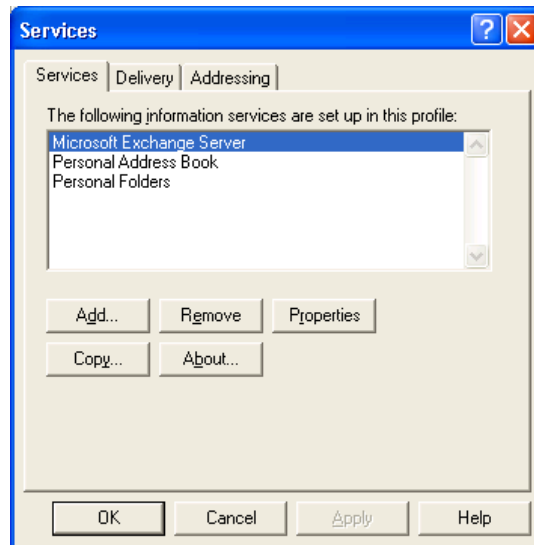 Services
Services Delivery Addressing
The following information services are set up in this profile:
Microsoft Exchange Server
Personal Address Book
Personal Folders
Add... Remove Properties
Copy... About...
OK Cancel Apply Help